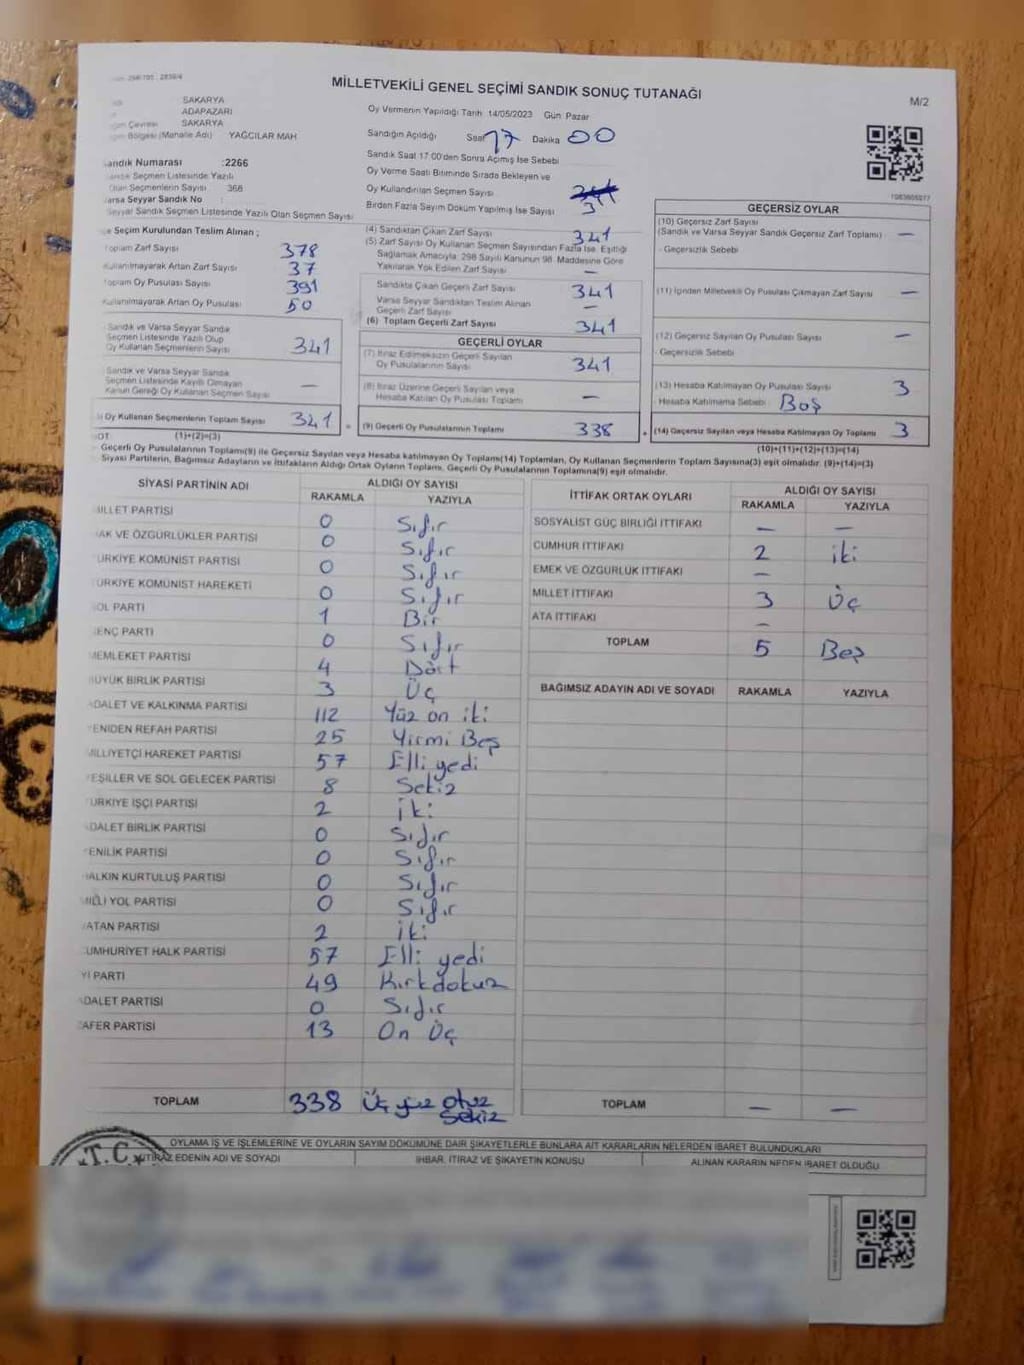 MİLLETVEKİLİ GENEL SEÇİMİ SANDIK SONUÇ TUTANAĞI
M/2
SAKARYA
ADAPAZARI
Çevresi SAKARYA
Bölgesi (Mahalle Adı) YAĞCILAR MAH
Oy Vermenin Yapıldığı Tarih 14/05/2023 Gün Pazar
Sandığın Açıldığı Saat 17 Dakika 00
Sandık Saat 17:00'den Sonra Açılmış İse Sebebi
Oy Verme Saati Bitiminde Sırada Bekleyen ve
Oy Kullandırılan Seçmen Sayısı
Birden Fazla Sayım Döküm Yapılmış İse Sayısı
andık Numarası :2266
Sandık Seçmen Listesinde Yazılı
Olan Seçmenlerin Sayısı 368
Varsa Seyyar Sandık No
Seyyar Sandık Seçmen Listesinde Yazılı Olan Seçmen Sayısı
e Seçim Kurulundan Teslim Alınan ;
Toplam Zarf Sayısı 378
Kullanılmayarak Artan Zarf Sayısı 37
Toplam Oy Pusulası Sayısı 391
Kullanılmayarak Artan Oy Pusulası 50
Sandık ve Varsa Seyyar Sandık
Seçmen Listesinde Yazılı Olup
Oy Kullanan Seçmenlerin Sayısı 341
Sandık ve Varsa Seyyar Sandık
Seçmen Listesinde Kayıtlı Olmayan
Kanun Gereği Oy Kullanan Seçmen Sayısı —
) Oy Kullanan Seçmenlerin Toplam Sayısı 341
(1)+(2)=(3)
(4) Sandıktan Çıkan Zarf Sayısı 341
(5) Zarf Sayısı Oy Kullanan Seçmen Sayısından Fazla İse, Eşitliği
Sağlamak Amacıyla, 298 Sayılı Kanunun 98. Maddesine Göre
Yakılarak Yok Edilen Zarf Sayısı —
Sandıkta Çıkan Geçerli Zarf Sayısı 341
Varsa Seyyar Sandıktan Teslim Alınan
Geçerli Zarf Sayısı —
(6) Toplam Geçerli Zarf Sayısı 341
GEÇERLİ OYLAR
(7) İtiraz Edilmeksizin Geçerli Sayılan
Oy Pusulalarının Sayısı 341
(8) İtiraz Üzerine Geçerli Sayılan veya
Hesaba Katılan Oy Pusulası Toplamı —
(9) Geçerli Oy Pusulalarının Toplamı 338
GEÇERSİZ OYLAR
(10) Geçersiz Zarf Sayısı
(Sandık ve Varsa Seyyar Sandık Geçersiz Zarf Toplamı) —
Geçersizlik Sebebi
(11) İçinden Milletvekili Oy Pusulası Çıkmayan Zarf Sayısı —
(12) Geçersiz Sayılan Oy Pusulası Sayısı —
Geçersizlik Sebebi
(13) Hesaba Katılmayan Oy Pusulası Sayısı 3
Hesaba Katılmama Sebebi Boş
(14) Geçersiz Sayılan veya Hesaba Katılmayan Oy Toplamı 3
(10)+(11)+(12)+(13)=(14)
Geçerli Oy Pusulalarının Toplamı(9) ile Geçersiz Sayılan veya Hesaba katılmayan Oy Toplamı(14) Toplamları, Oy Kullanan Seçmenlerin Toplam Sayısına(3) eşit olmalıdır. (9)+(14)=(3)
Siyasi Partilerin, Bağımsız Adayların ve İttifakların Aldığı Ortak Oyların Toplamı, Geçerli Oy Pusulalarının Toplamına(9) eşit olmalıdır.
SİYASİ PARTİNİN ADI ALDIĞI OY SAYISI
RAKAMLA YAZIYLA
MİLLET PARTİSİ 0 Sıfır
HAK VE ÖZGÜRLÜKLER PARTİSİ 0 Sıfır
TÜRKİYE KOMÜNİST PARTİSİ 0 Sıfır
TÜRKİYE KOMÜNİST HAREKETİ 0 Sıfır
SOL PARTİ 1 Bir
GENÇ PARTİ 0 Sıfır
MEMLEKET PARTİSİ 4 Dört
BÜYÜK BİRLİK PARTİSİ 3 Üç
ADALET VE KALKINMA PARTİSİ 112 Yüz on iki
YENİDEN REFAH PARTİSİ 25 Yirmi Beş
MİLLİYETÇİ HAREKET PARTİSİ 57 Elli yedi
YEŞİLLER VE SOL GELECEK PARTİSİ 8 Sekiz
TÜRKİYE İŞÇİ PARTİSİ 2 iki
ADALET BİRLİK PARTİSİ 0 Sıfır
YENİLİK PARTİSİ 0 Sıfır
HALKIN KURTULUŞ PARTİSİ 0 Sıfır
MİLLİ YOL PARTİSİ 0 Sıfır
VATAN PARTİSİ 2 iki
CUMHURİYET HALK PARTİSİ 57 Elli yedi
İYİ PARTİ 49 Kırkdokuz
ADALET PARTİSİ 0 Sıfır
ZAFER PARTİSİ 13 On Üç
TOPLAM 338 Üç yüz otuz
sekiz
İTTİFAK ORTAK OYLARI ALDIĞI OY SAYISI
RAKAMLA YAZIYLA
SOSYALİST GÜÇ BİRLİĞİ İTTİFAKI — —
CUMHUR İTTİFAKI 2 iki
EMEK VE ÖZGÜRLÜK İTTİFAKI —
MİLLET İTTİFAKI 3 Üç
ATA İTTİFAKI —
TOPLAM 5 Beş
BAĞIMSIZ ADAYIN ADI VE SOYADI RAKAMLA YAZIYLA
TOPLAM — —
OYLAMA İŞ VE İŞLEMLERİNE VE OYLARIN SAYIM DÖKÜMÜNE DAİR ŞİKAYETLERLE BUNLARA AİT KARARLARIN NELERDEN İBARET BULUNDUKLARI
İTİRAZ EDENİN ADI VE SOYADI İHBAR, İTİRAZ VE ŞİKAYETİN KONUSU ALINAN KARARIN NEDEN İBARET OLDUĞU
T.C.